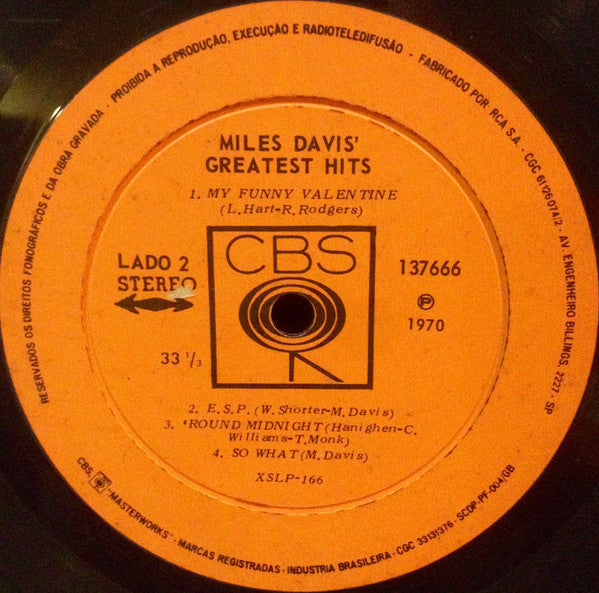 RESERVADOS OS DIREITOS FONOGRÁFICOS E DA OBRA GRAVADA - PROIBIDA A REPRODUÇÃO, EXECUÇÃO E RADIOTELEDIFUSÃO - FABRICADO POR: RCA S.A. - CGC 61126074/2 - AV. ENGENHEIRO BILLINGS, 2227 - SP
MILES DAVIS'
GREATEST HITS
1. MY FUNNY VALENTINE
(L. Hart-R. Rodgers)
CBS
LADO 2
STEREO
137666
℗
1970
33 1/3
2. E.S.P. (W. Shorter-M. Davis)
3. 'ROUND MIDNIGHT (Hanighen-C.
Williams-T. Monk)
4. SO WHAT (M. Davis)
XSLP-166
CBS, "MASTERWORKS" - MARCAS REGISTRADAS - INDUSTRIA BRASILEIRA - CGC 33131376 - SCDP-PF-004/GB